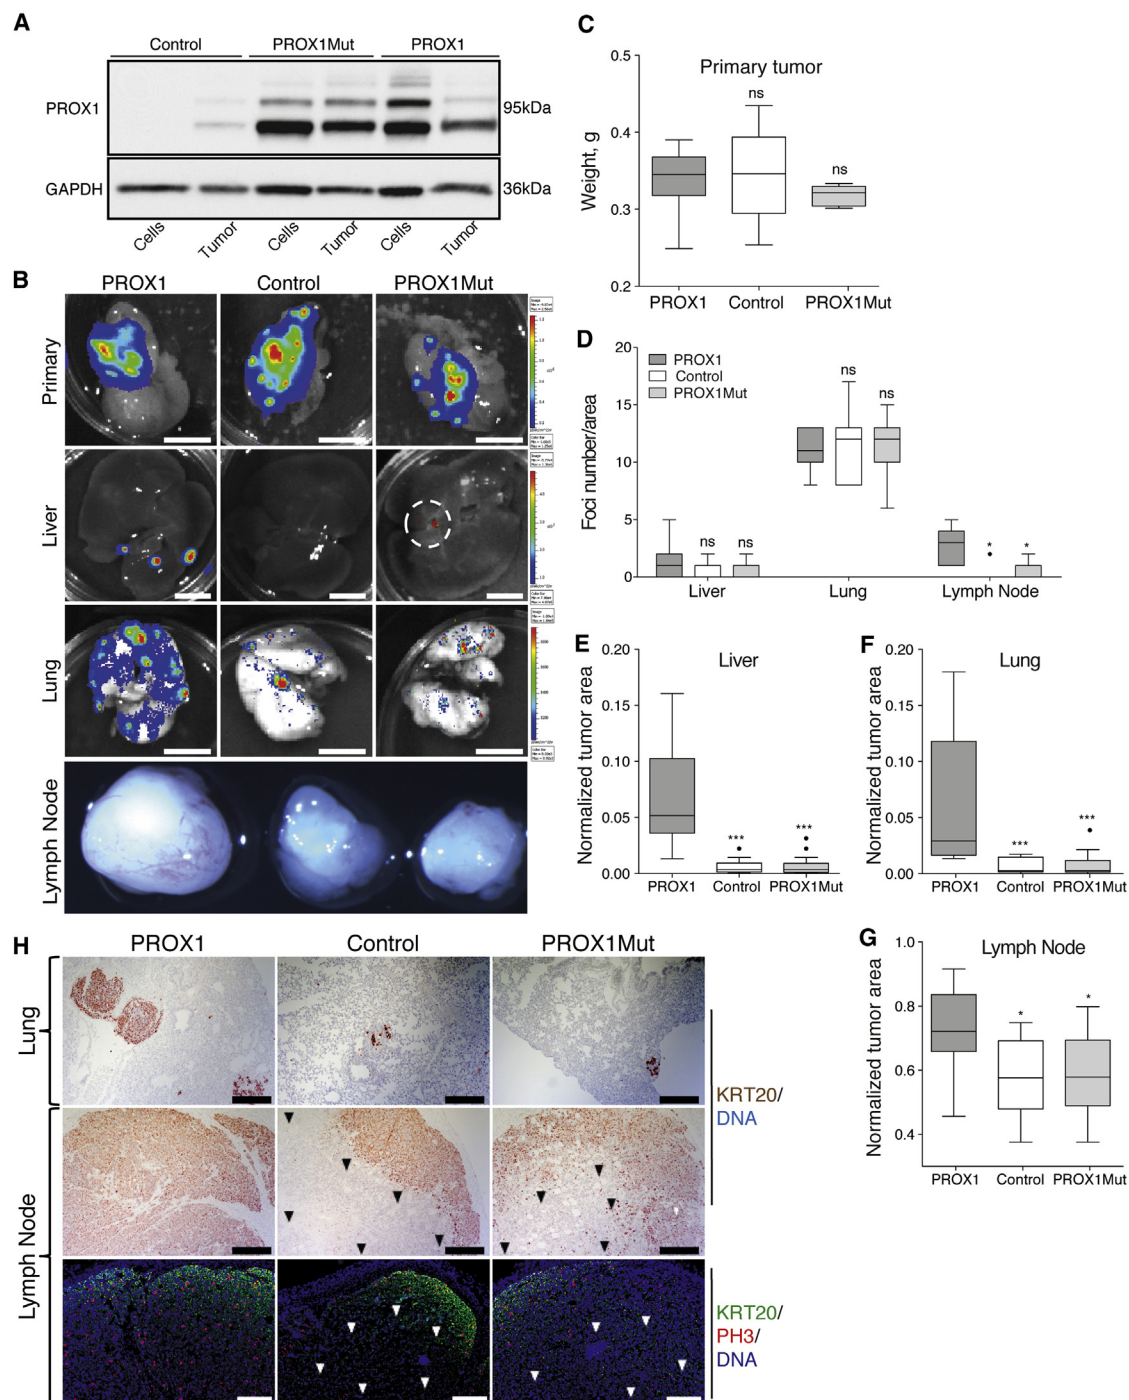 A
Control PROX1Mut PROX1
PROX1
95kDa
GAPDH
36kDa
Cells Tumor Cells Tumor Cells Tumor
B
PROX1 Control PROX1Mut
Primary
Liver
Lung
Lymph Node
C
Primary tumor
Weight, g
0.5
0.4
0.3
0.2
ns
ns
PROX1 Control PROX1Mut
D
Foci number/area
20
15
10
5
0
PROX1
Control
PROX1Mut
ns ns
ns ns
* *
Liver Lung Lymph Node
E
Liver
Normalized tumor area
0.20
0.15
0.10
0.05
0.00
*** ***
PROX1 Control PROX1Mut
F
Lung
Normalized tumor area
0.20
0.15
0.10
0.05
0.00
*** ***
PROX1 Control PROX1Mut
G
Lymph Node
Normalized tumor area
1.0
0.8
0.6
0.4
* *
PROX1 Control PROX1Mut
H
PROX1 Control PROX1Mut
Lung
Lymph Node
KRT20/
DNA
KRT20/
PH3/
DNA